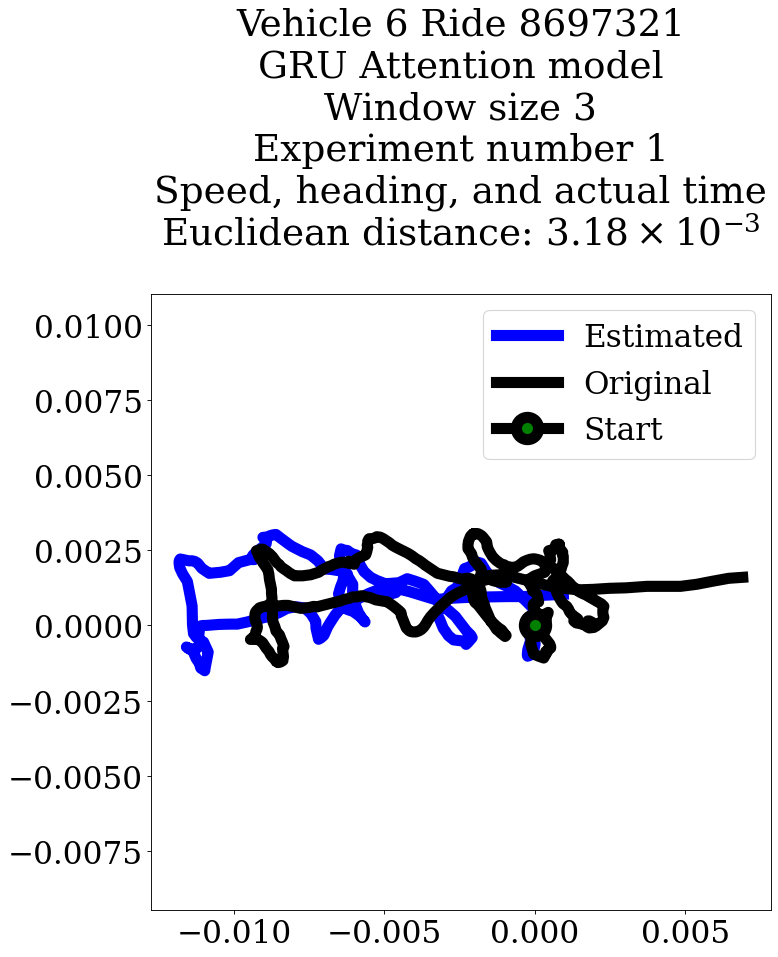 Vehicle 6 Ride 8697321
GRU Attention model
Window size 3
Experiment number 1
Speed, heading, and actual time
Euclidean distance: 3.18 × 10⁻³
Estimated
Original
Start
0.0100
0.0075
0.0050
0.0025
0.0000
−0.0025
−0.0050
−0.0075
−0.010
−0.005
0.000
0.005